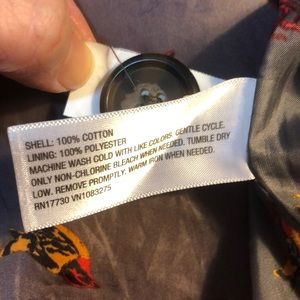 SHELL: 100% COTTON
LINING: 100% POLYESTER
MACHINE WASH COLD WITH LIKE COLORS. GENTLE CYCLE.
ONLY NON-CHLORINE BLEACH WHEN NEEDED. TUMBLE DRY
LOW. REMOVE PROMPTLY. WARM IRON WHEN NEEDED.
RN17730 VN1083275